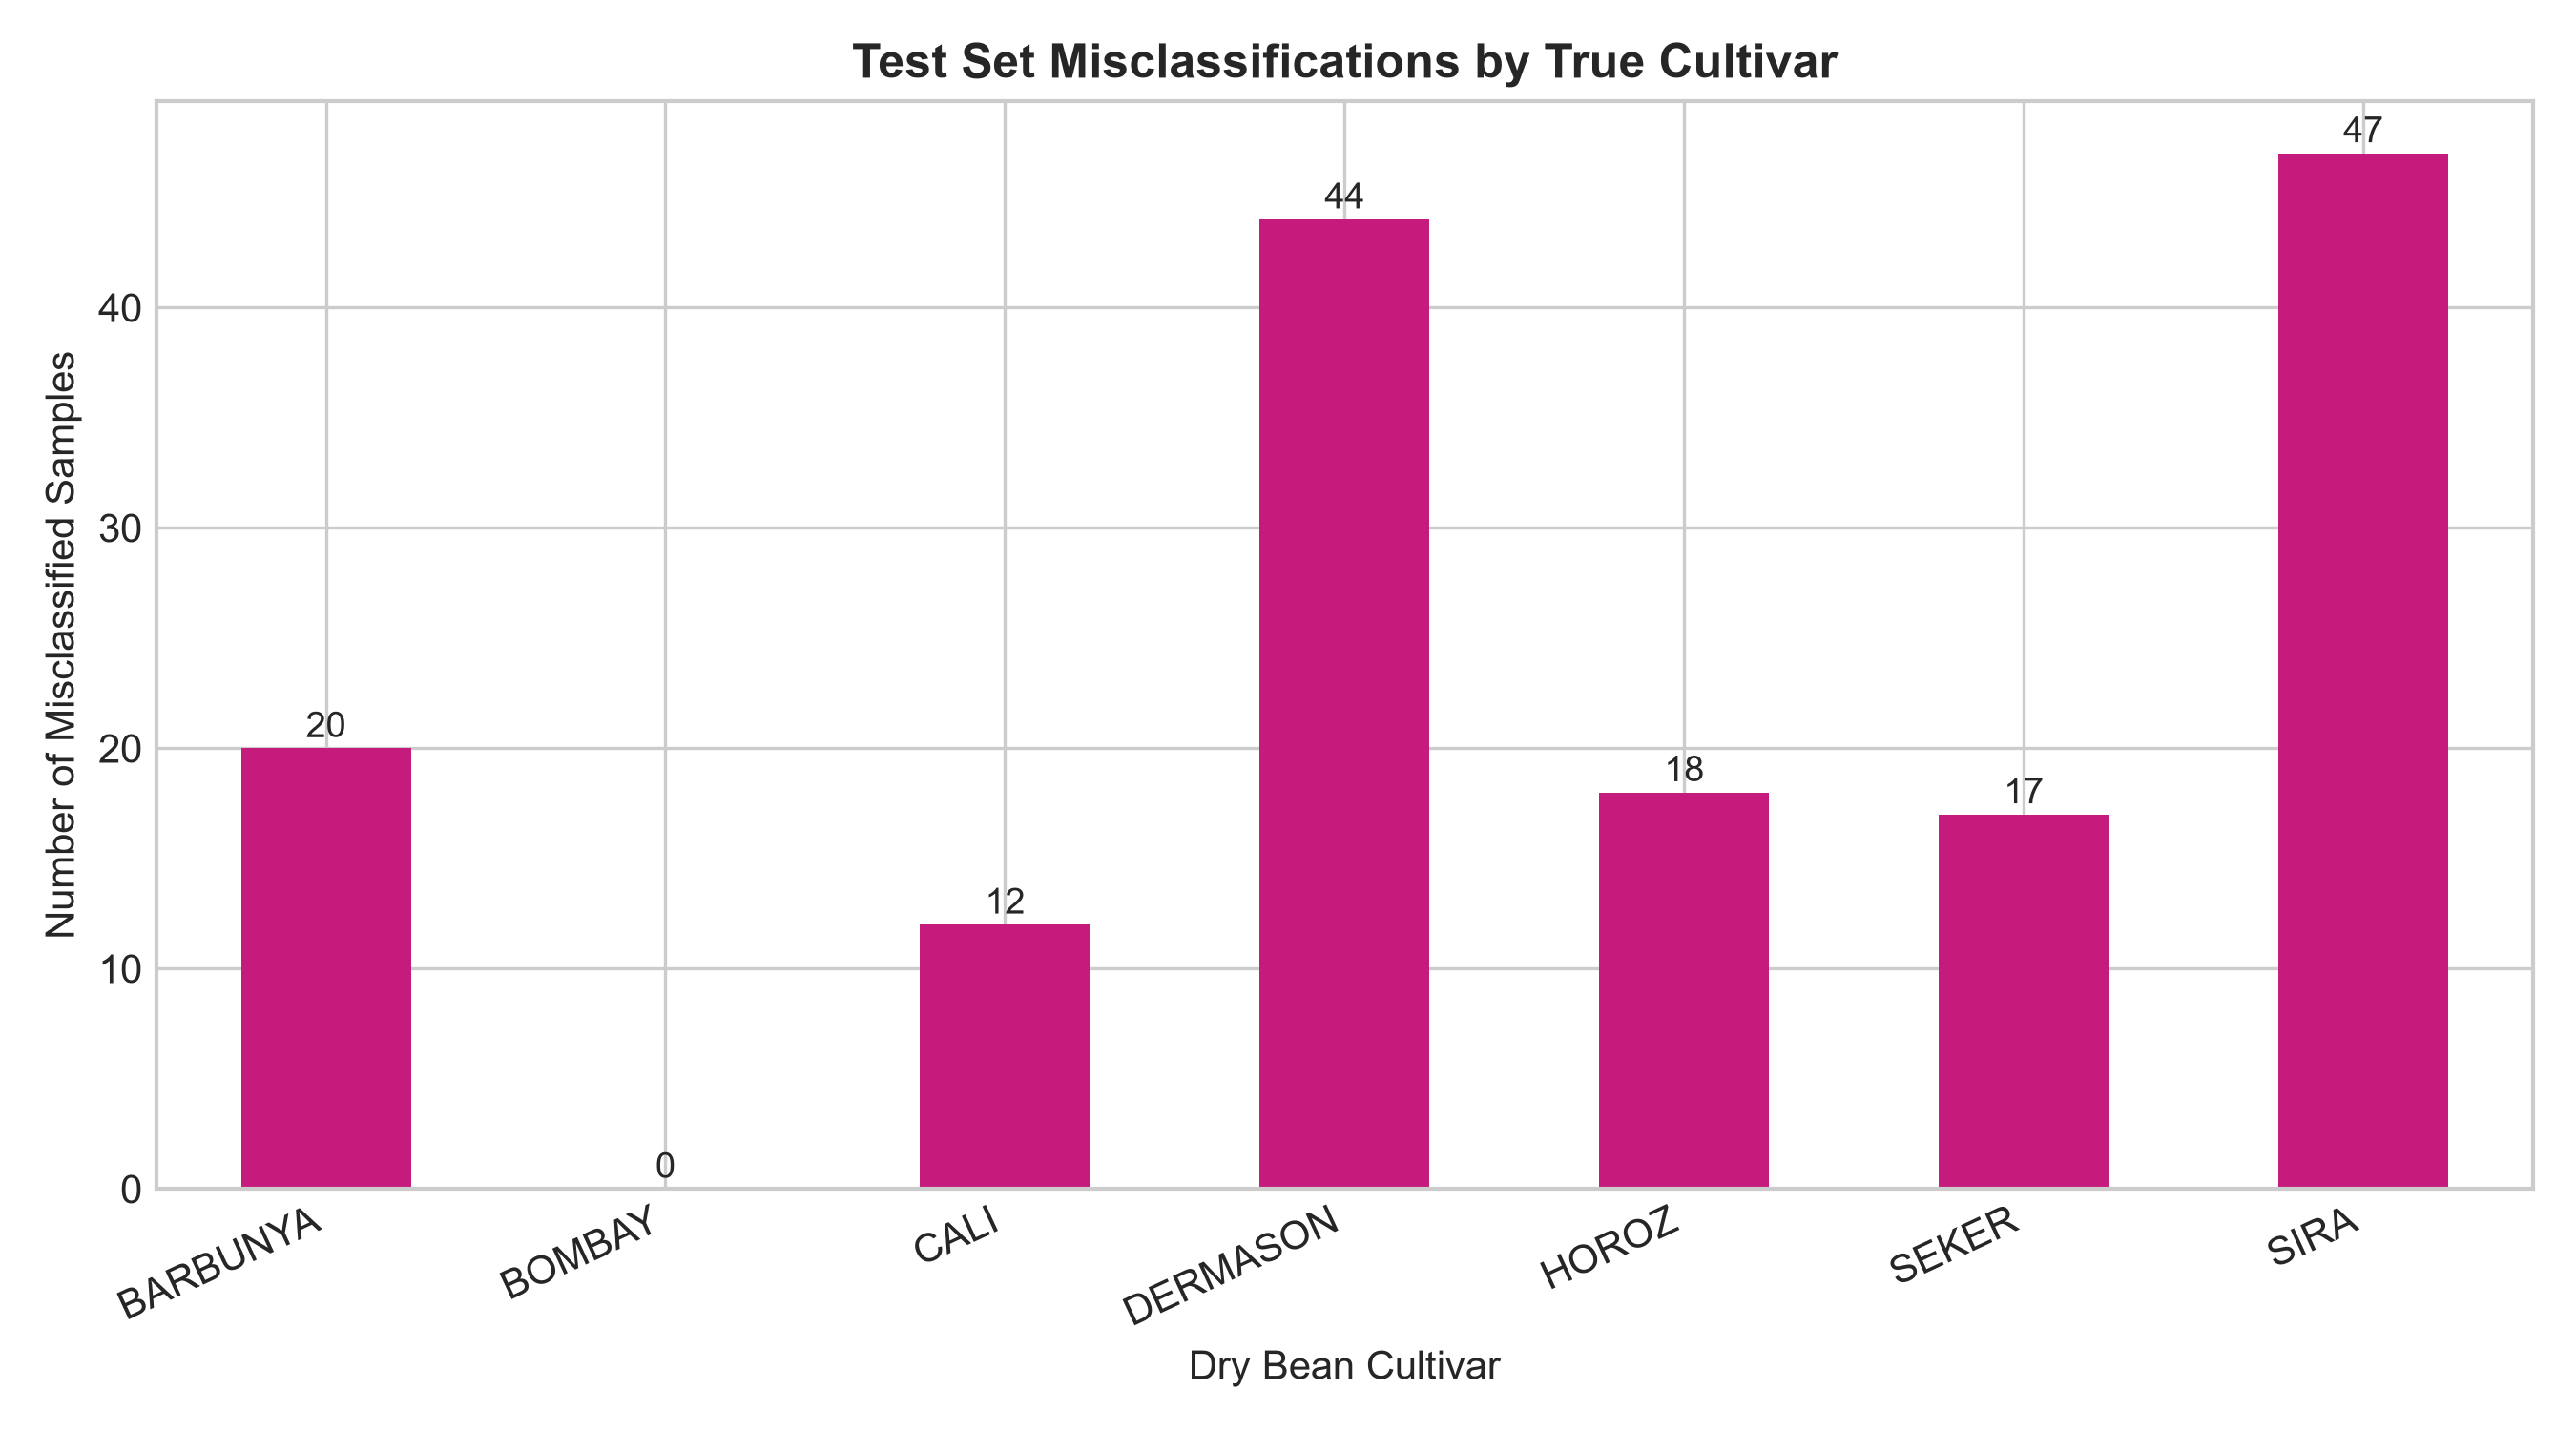 Test Set Misclassifications by True Cultivar
Number of Misclassified Samples
40
30
20
10
0
20
0
12
44
18
17
47
BARBUNYA
BOMBAY
CALI
DERMASON
HOROZ
SEKER
SIRA
Dry Bean Cultivar